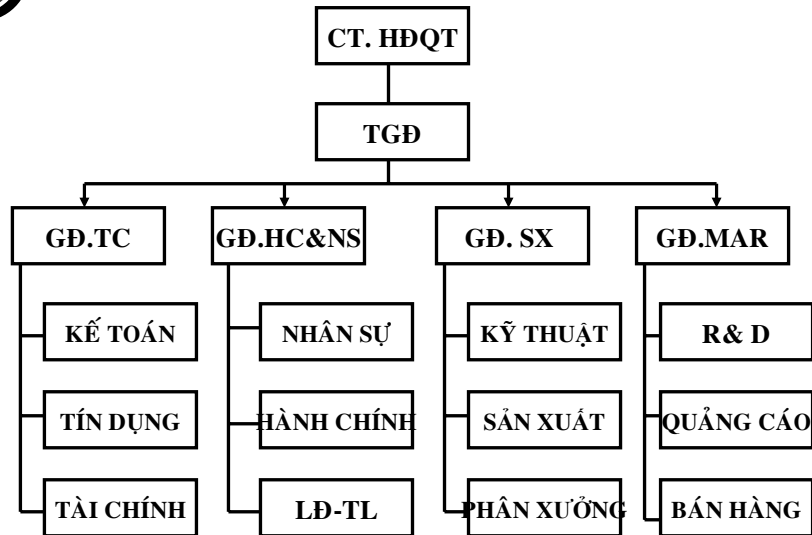 CT. HĐQT
TGĐ
GĐ.TC
GĐ.HC&NS
GĐ. SX
GĐ.MAR
KẾ TOÁN
NHÂN SỰ
KỸ THUẬT
R& D
TÍN DỤNG
HÀNH CHÍNH
SẢN XUẤT
QUẢNG CÁO
TÀI CHÍNH
LĐ-TL
PHÂN XƯỞNG
BÁN HÀNG